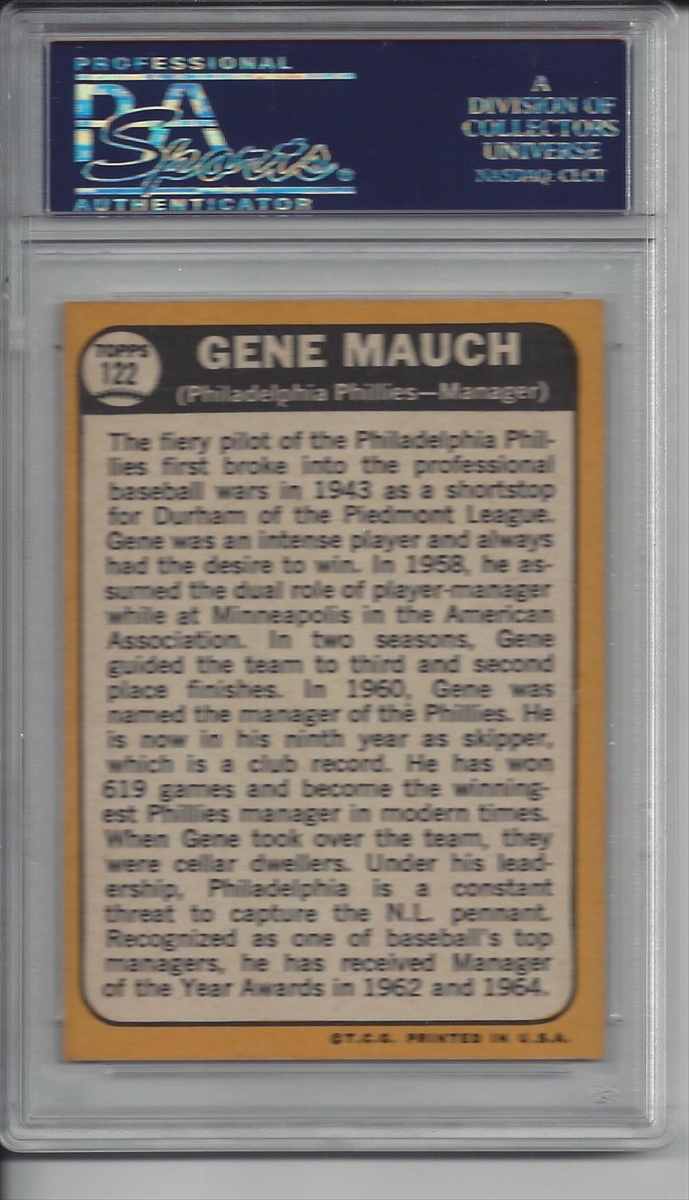 PROFESSIONAL
PSA
Sports.
AUTHENTICATOR
A
DIVISION OF
COLLECTORS
UNIVERSE
NASDAQ: CLCT
TOPPS
122
GENE MAUCH
(Philadelphia Phillies—Manager)
The fiery pilot of the Philadelphia Phil-
lies first broke into the professional
baseball wars in 1943 as a shortstop
for Durham of the Piedmont League.
Gene was an intense player and always
had the desire to win. In 1958, he as-
sumed the dual role of player-manager
while at Minneapolis in the American
Association. In two seasons, Gene
guided the team to third and second
place finishes. In 1960, Gene was
named the manager of the Phillies. He
is now in his ninth year as skipper,
which is a club record. He has won
619 games and become the winning-
est Phillies manager in modern times.
When Gene took over the team, they
were cellar dwellers. Under his lead-
ership, Philadelphia is a constant
threat to capture the N.L. pennant.
Recognized as one of baseball's top
managers, he has received Manager
of the Year Awards in 1962 and 1964.
©T.C.G. PRINTED IN U.S.A.